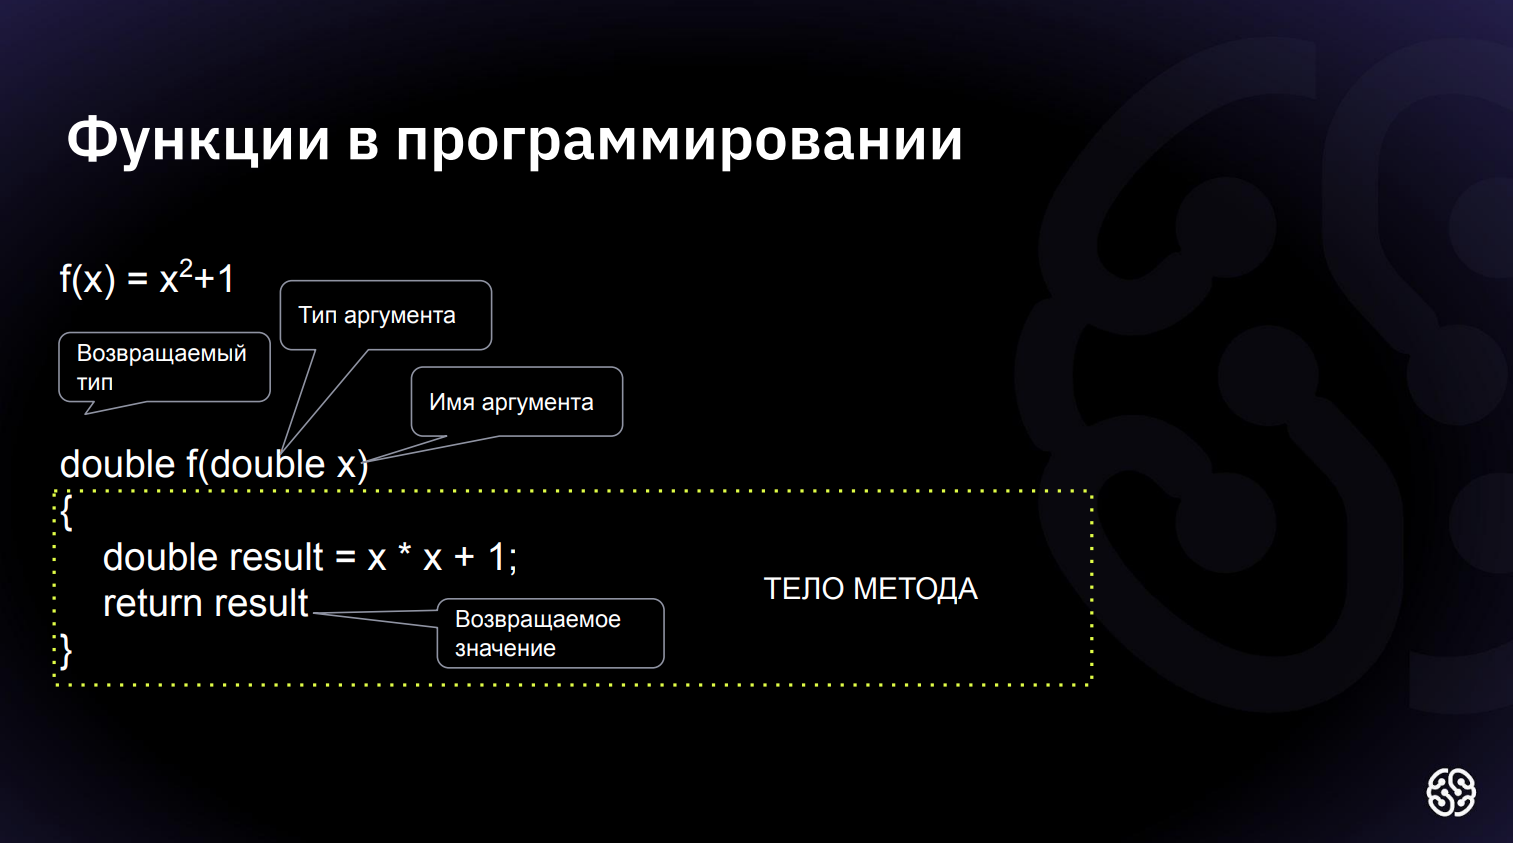 Функции в программировании
f(x) = x²+1
Тип аргумента
Возвращаемый
тип
Имя аргумента
double f(double x)
{
double result = x * x + 1;
return result
ТЕЛО МЕТОДА
Возвращаемое
значение
}